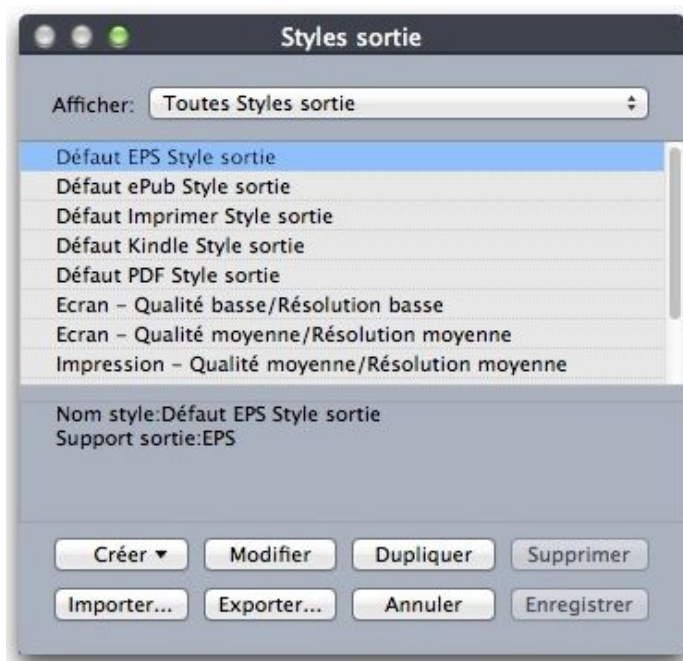 Styles sortie
Afficher: Toutes Styles sortie
Défaut EPS Style sortie
Défaut ePub Style sortie
Défaut Imprimer Style sortie
Défaut Kindle Style sortie
Défaut PDF Style sortie
Ecran – Qualité basse/Résolution basse
Ecran – Qualité moyenne/Résolution moyenne
Impression – Qualité moyenne/Résolution moyenne
Nom style:Défaut EPS Style sortie
Support sortie:EPS
Créer Modifier Dupliquer Supprimer
Importer... Exporter... Annuler Enregistrer